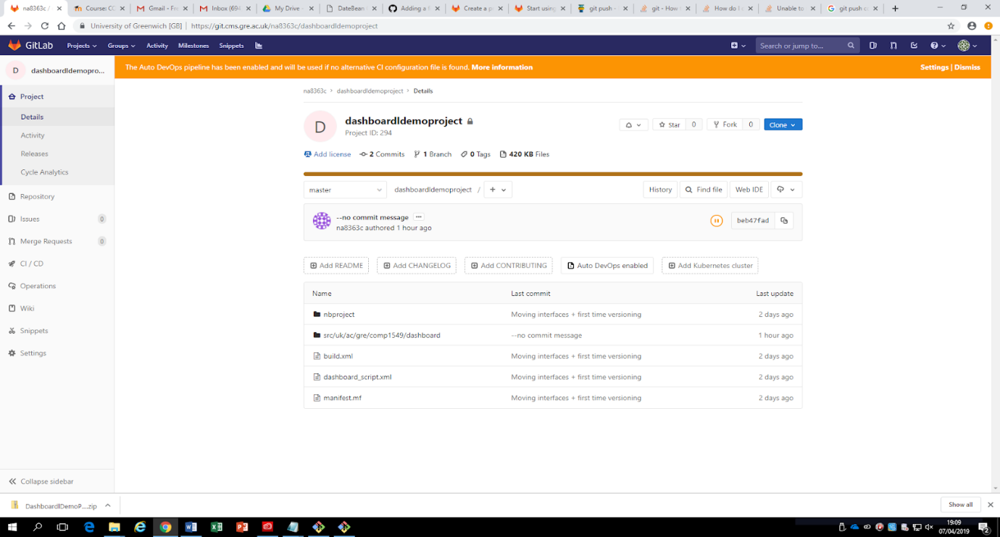 na8363c /
Course: CC
Gmail - Fre
Inbox (694
My Drive -
DateBean
Adding a f
Create a p
Start using
git push -
git - How
How do I
Unable to
git push c
University of Greenwich [GB] | https://git.cms.gre.ac.uk/na8363c/dashboardIdemoproject
GitLab Projects Groups Activity Milestones Snippets Search or jump to...
D dashboardIdemopro...
The Auto DevOps pipeline has been enabled and will be used if no alternative CI configuration file is found. More information Settings | Dismiss
Project
Details
Activity
Releases
Cycle Analytics
Repository
Issues 0
Merge Requests 0
CI / CD
Operations
Wiki
Snippets
Settings
Collapse sidebar
na8363c > dashboardIdemoproject > Details
D
dashboardIdemoproject
Project ID: 294
Star 0 Fork 0 Clone
Add license 2 Commits 1 Branch 0 Tags 420 KB Files
master dashboardIdemoproject / + History Find file Web IDE
--no commit message ...
na8363c authored 1 hour ago
beb47fad
Add README Add CHANGELOG Add CONTRIBUTING Auto DevOps enabled Add Kubernetes cluster
Name Last commit Last update
nbproject Moving interfaces + first time versioning 2 days ago
src/uk/ac/gre/comp1549/dashboard --no commit message 1 hour ago
build.xml Moving interfaces + first time versioning 2 days ago
dashboard_script.xml Moving interfaces + first time versioning 2 days ago
manifest.mf Moving interfaces + first time versioning 2 days ago
DashboardIDemoP....zip Show all
19:09
07/04/2019
2